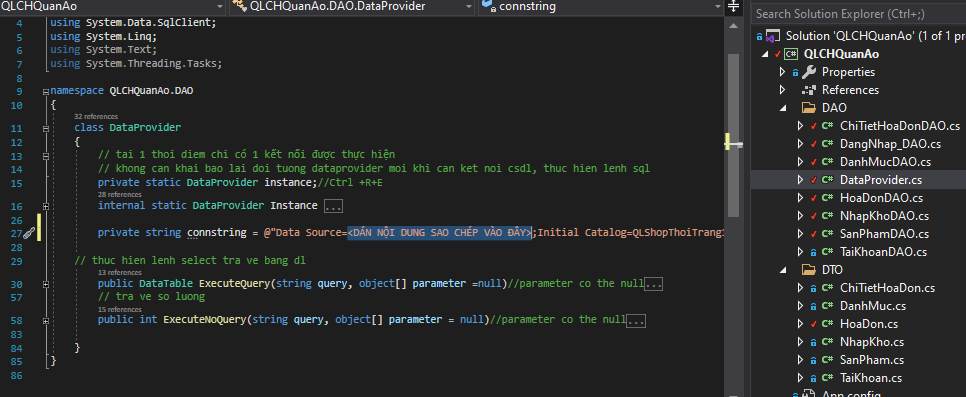 QLCHQuanAo
QLCHQuanAo.DAO.DataProvider
connstring
4 using System.Data.SqlClient;
5 using System.Linq;
6 using System.Text;
7 using System.Threading.Tasks;
8
9 namespace QLCHQuanAo.DAO
10 {
32 references
11 class DataProvider
12 {
13 // tai 1 thoi diem chi có 1 kết nối được thực hiện
14 // khong can khai bao lai doi tuong dataprovider moi khi can ket noi csdl, thuc hien lenh sql
15 private static DataProvider instance;//Ctrl +R+E
28 references
16 internal static DataProvider Instance ...
26
27 private string connstring = @"Data Source=<DÁN NỘI DUNG SAO CHÉP VÀO ĐÂY>;Initial Catalog=QLShopThoiTrang
29 // thuc hien lenh select tra ve bang dl
13 references
30 public DataTable ExecuteQuery(string query, object[] parameter =null)//parameter co the null...
57 // tra ve so luong
15 references
58 public int ExecuteNoQuery(string query, object[] parameter = null)//parameter co the null...
83
84 }
85 }
86
Search Solution Explorer (Ctrl+;)
Solution 'QLCHQuanAo' (1 of 1 pr
C# QLCHQuanAo
Properties
References
DAO
C# ChiTietHoaDonDAO.cs
C# DangNhap_DAO.cs
C# DanhMucDAO.cs
C# DataProvider.cs
C# HoaDonDAO.cs
C# NhapKhoDAO.cs
C# SanPhamDAO.cs
C# TaiKhoanDAO.cs
DTO
C# ChiTietHoaDon.cs
C# DanhMuc.cs
C# HoaDon.cs
C# NhapKho.cs
C# SanPham.cs
C# TaiKhoan.cs
App.config